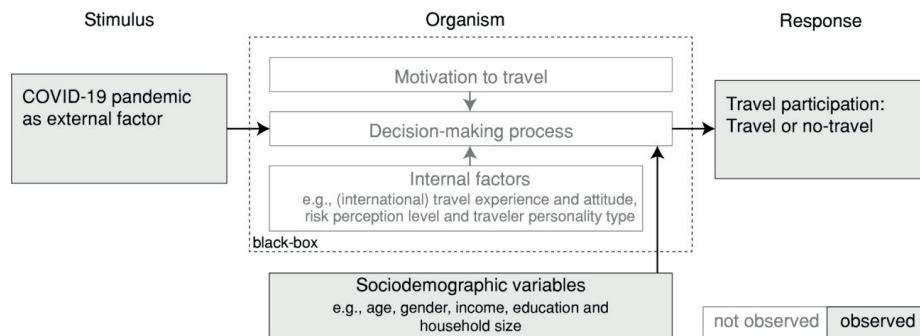 Stimulus
Organism
Response
COVID-19 pandemic
as external factor
Motivation to travel
Decision-making process
Internal factors
e.g., (international) travel experience and attitude,
risk perception level and traveler personality type
black-box
Travel participation:
Travel or no-travel
Sociodemographic variables
e.g., age, gender, income, education and
household size
not observed
observed